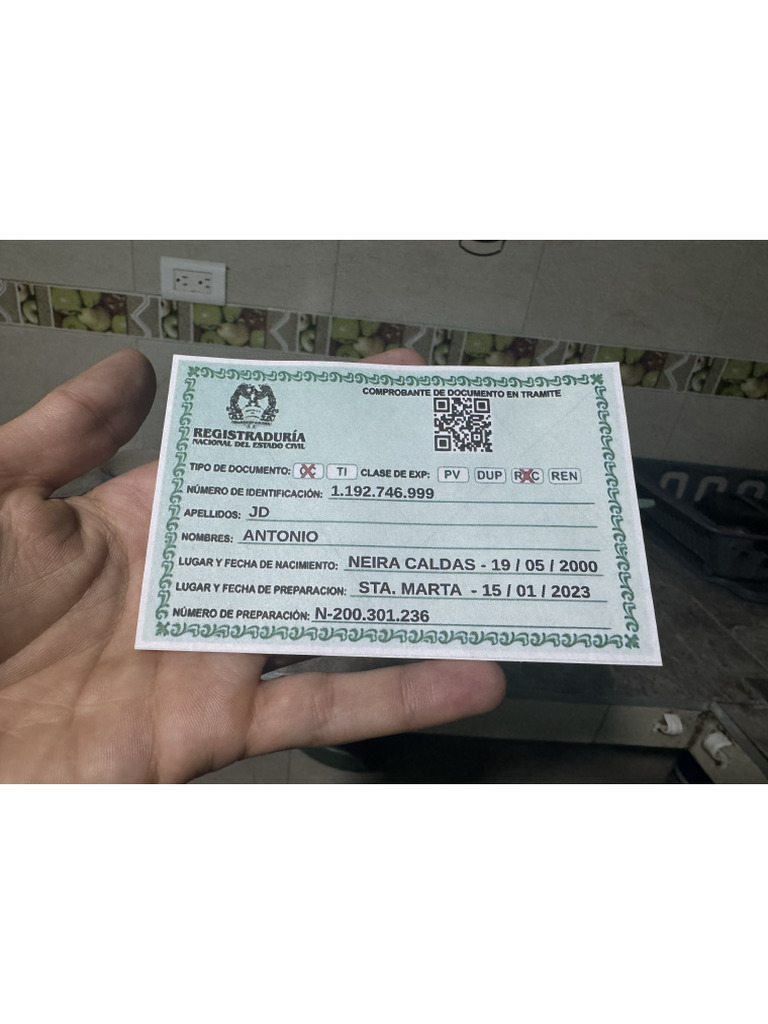 COMPROBANTE DE DOCUMENTO EN TRAMITE
REGISTRADURÍA
NACIONAL DEL ESTADO CIVIL
TIPO DE DOCUMENTO: CC TI CLASE DE EXP: PV DUP REC REN
NÚMERO DE IDENTIFICACIÓN: 1.192.746.999
APELLIDOS: JD
NOMBRES: ANTONIO
LUGAR Y FECHA DE NACIMIENTO: NEIRA CALDAS - 19 / 05 / 2000
LUGAR Y FECHA DE PREPARACION: STA. MARTA - 15 / 01 / 2023
NÚMERO DE PREPARACIÓN: N-200.301.236